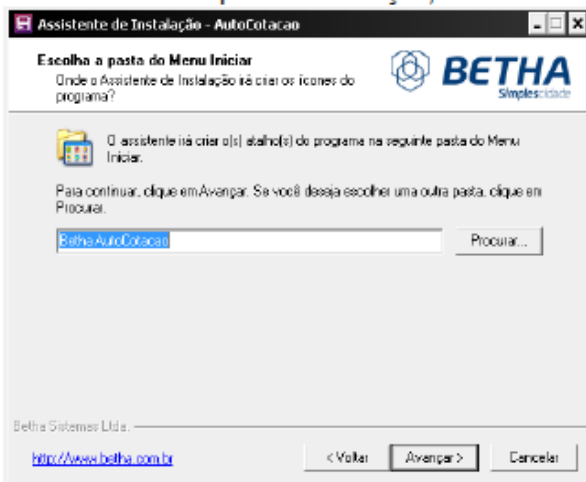 Assistente de Instalação - AutoCotacao
Escolha a pasta do Menu Iniciar
Onde o Assistente de Instalação irá criar os ícones do
programa?
BETHA
Simplescidade
O assistente irá criar o(s) atalho(s) do programa na seguinte pasta do Menu
Iniciar.
Para continuar, clique em Avançar. Se você deseja escolher uma outra pasta, clique em
Procurar.
Betha AutoCotacao
Procurar...
Betha Sistemas Ltda.
http://www.betha.com.br
< Voltar
Avançar >
Cancelar